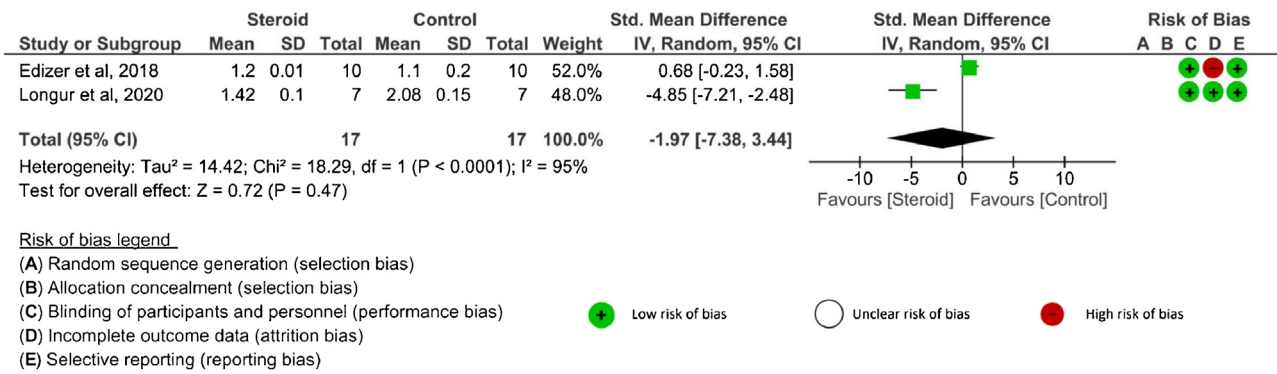 Steroid Control Std. Mean Difference Std. Mean Difference Risk of Bias
Study or Subgroup Mean SD Total Mean SD Total Weight IV, Random, 95% CI IV, Random, 95% CI A B C D E
Edizer et al, 2018 1.2 0.01 10 1.1 0.2 10 52.0% 0.68 [-0.23, 1.58] + − +
Longur et al, 2020 1.42 0.1 7 2.08 0.15 7 48.0% -4.85 [-7.21, -2.48] + + +
Total (95% CI) 17 17 100.0% -1.97 [-7.38, 3.44]
Heterogeneity: Tau² = 14.42; Chi² = 18.29, df = 1 (P < 0.0001); I² = 95%
Test for overall effect: Z = 0.72 (P = 0.47)
-10 -5 0 5 10
Favours [Steroid] Favours [Control]
Risk of bias legend
(A) Random sequence generation (selection bias)
(B) Allocation concealment (selection bias)
(C) Blinding of participants and personnel (performance bias)
(D) Incomplete outcome data (attrition bias)
(E) Selective reporting (reporting bias)
+ Low risk of bias Unclear risk of bias − High risk of bias